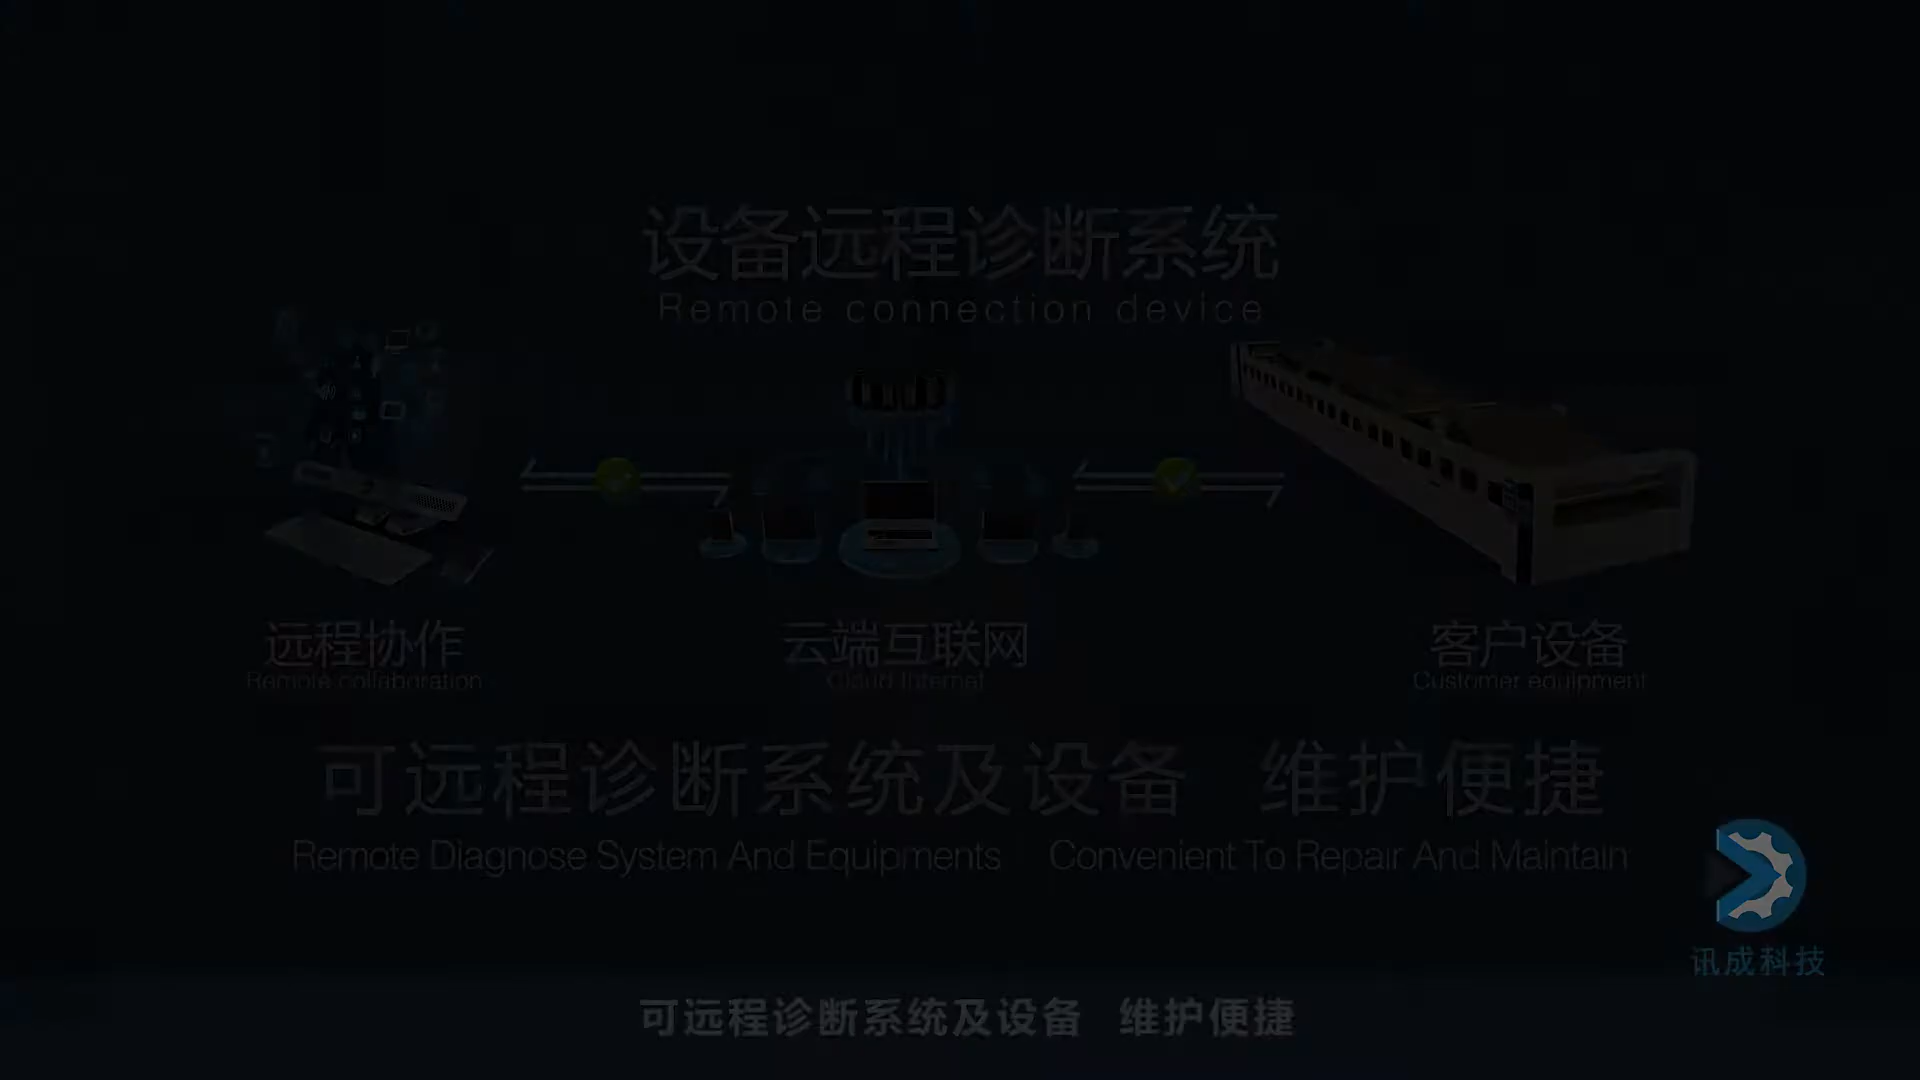 设备远程诊断系统
Remote connection device
远程协作
Remote collaboration
云端互联网
Cloud Internet
客户设备
Customer equipment
可远程诊断系统及设备 维护便捷
Remote Diagnose System And Equipments Convenient To Repair And Maintain
讯成科技
可远程诊断系统及设备 维护便捷